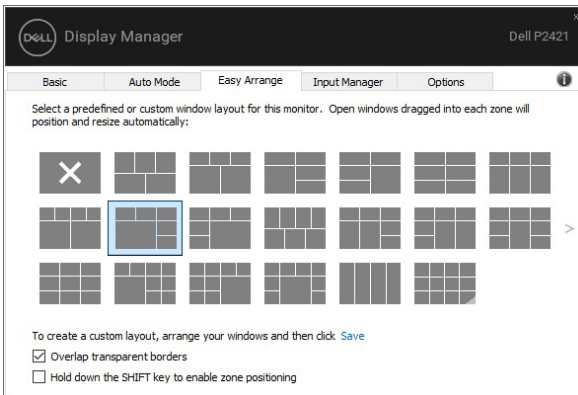 DELL Display Manager
Dell P2421
Basic Auto Mode Easy Arrange Input Manager Options
Select a predefined or custom window layout for this monitor. Open windows dragged into each zone will
position and resize automatically:
To create a custom layout, arrange your windows and then click Save
Overlap transparent borders
Hold down the SHIFT key to enable zone positioning